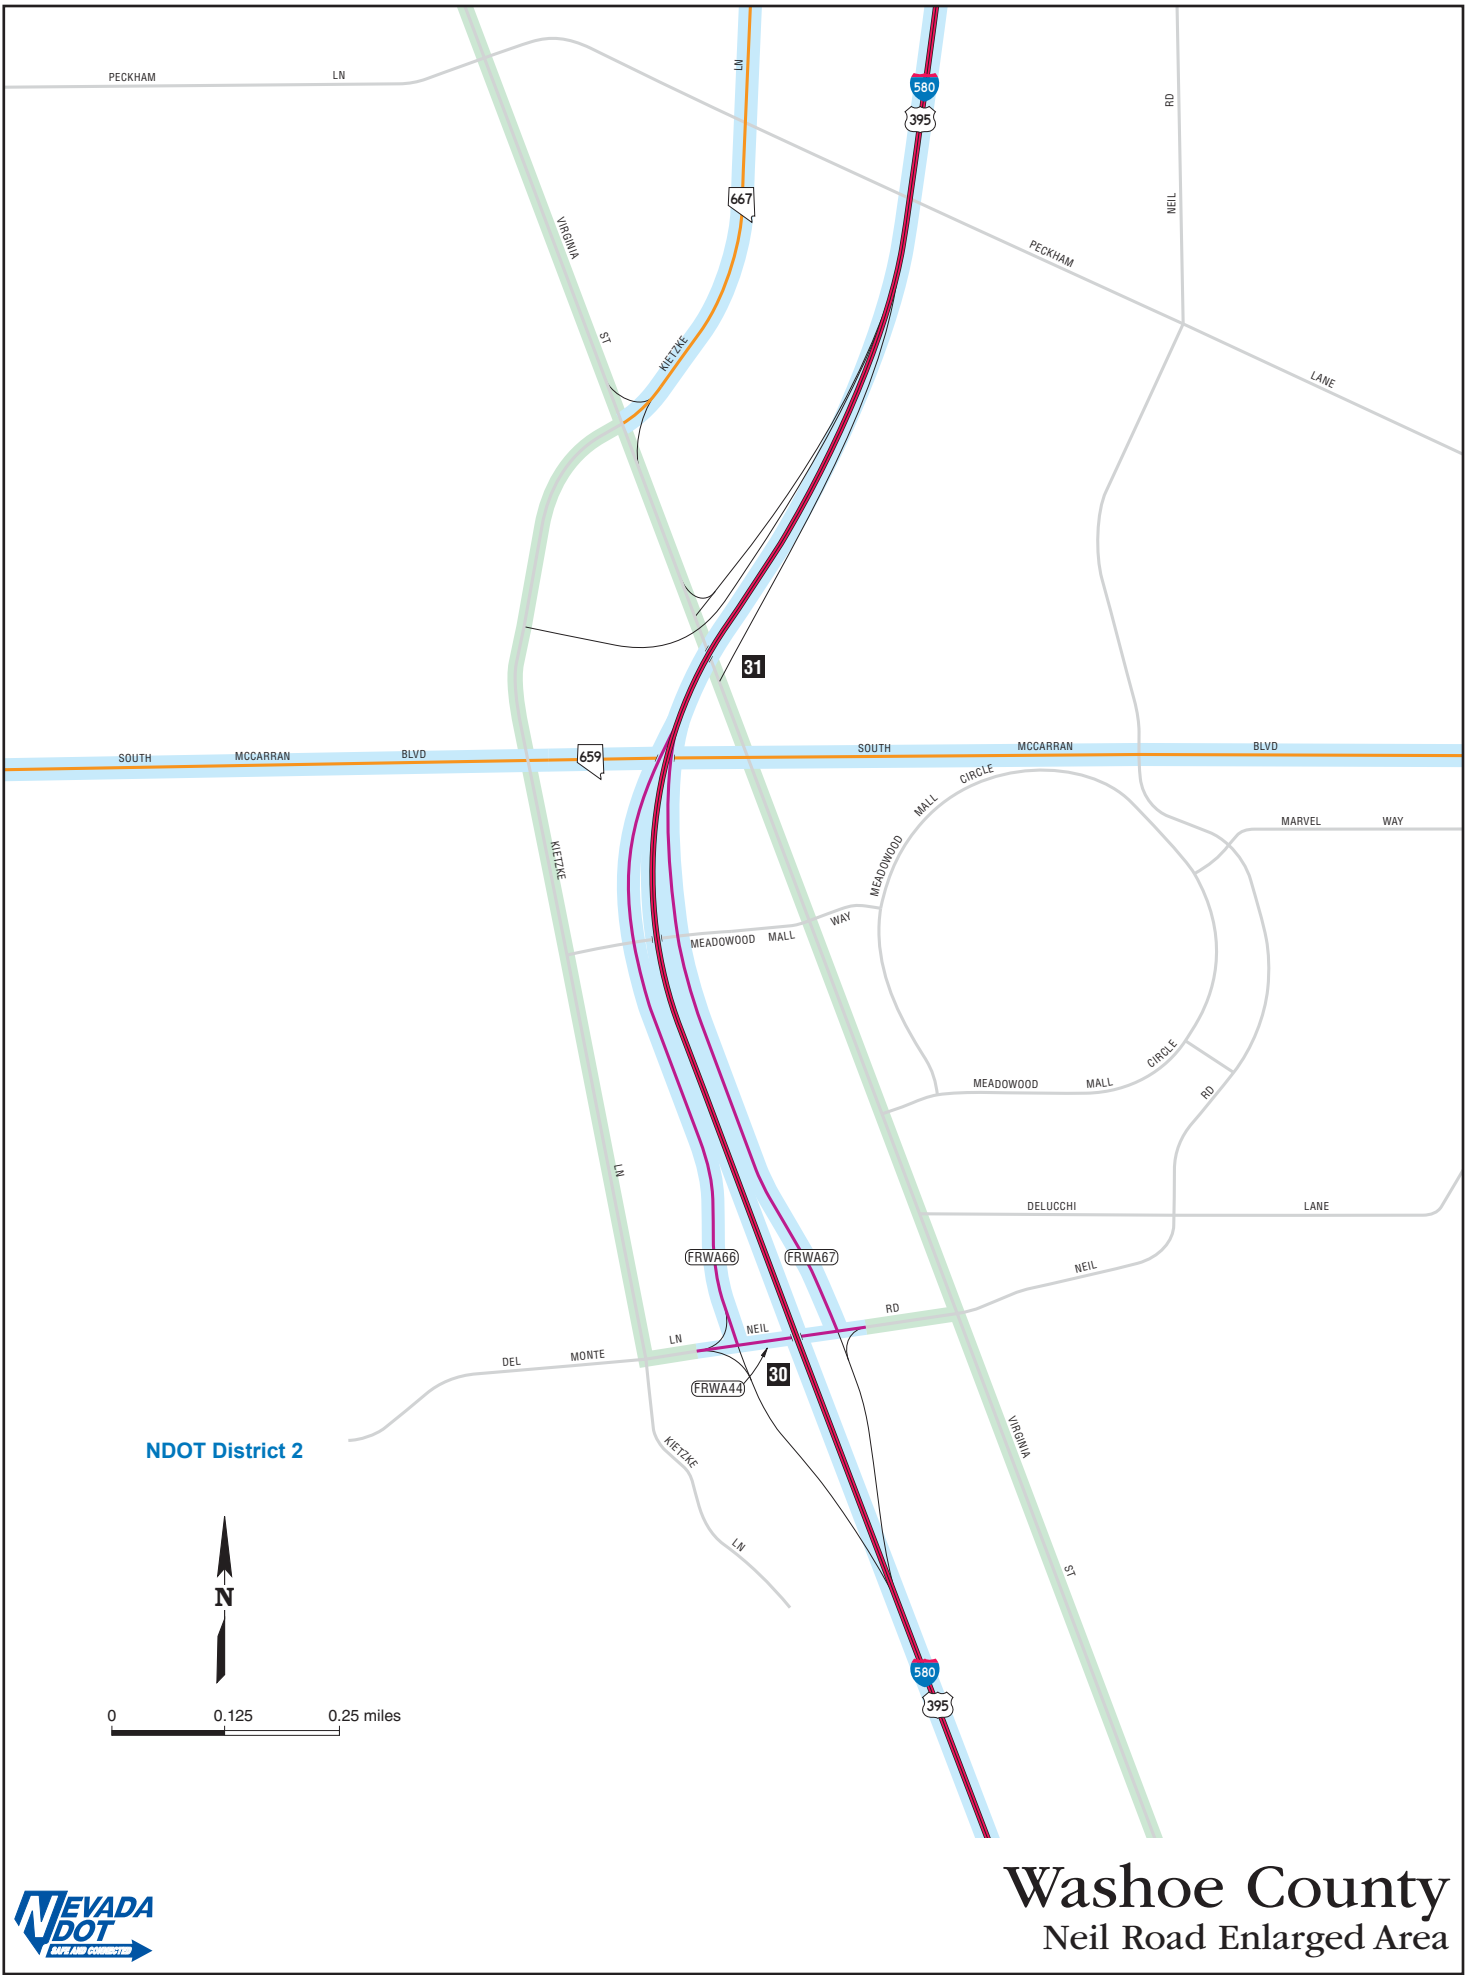 PECKHAM LN
LN
580
395
RD
NEIL
667
VIRGINIA
ST
KIETZKE
PECKHAM
LANE
31
SOUTH MCCARRAN BLVD
659
SOUTH MCCARRAN BLVD
MEADOWOOD MALL CIRCLE
MARVEL WAY
KIETZKE
MEADOWOOD MALL WAY
MEADOWOOD MALL CIRCLE
RD
LN
DELUCCHI LANE
FRWA66
FRWA67
NEIL
RD
NEIL
LN
DEL MONTE
30
FRWA44
VIRGINIA
KIETZKE
LN
ST
NDOT District 2
N
0 0.125 0.25 miles
580
395
NEVADA
DOT
SAFE AND CONNECTED
Washoe County
Neil Road Enlarged Area